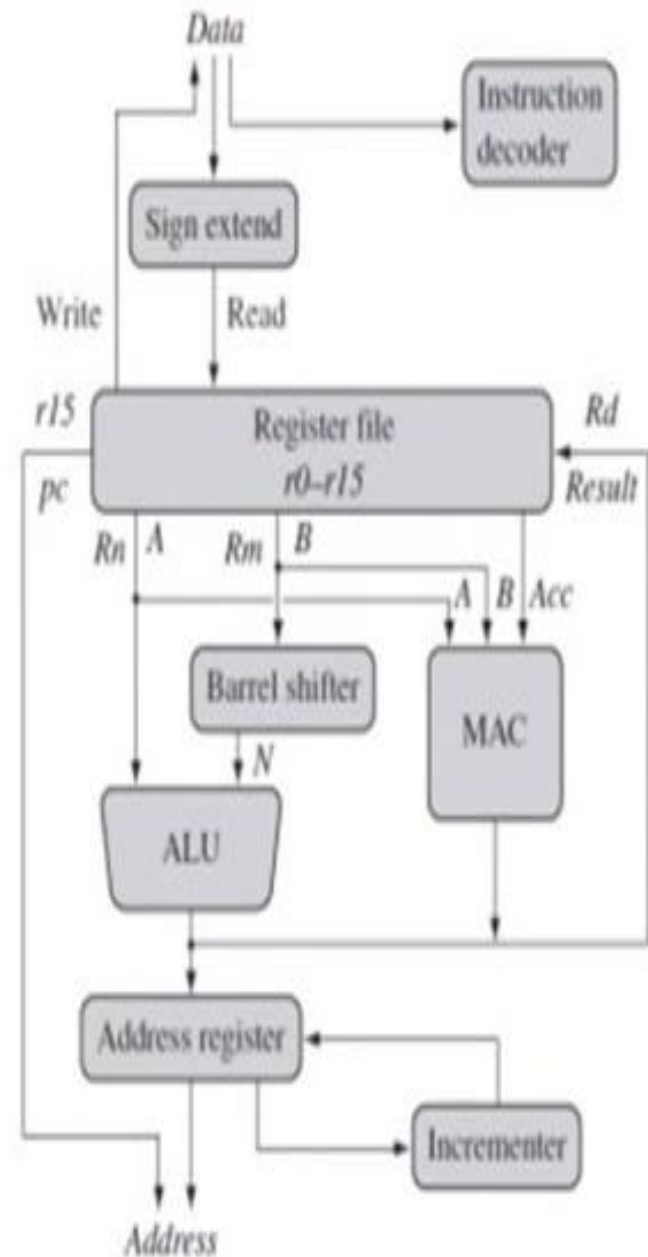 Data
Instruction
decoder
Sign extend
Write
Read
r15
Register file
Rd
pc
r0–r15
Result
Rn
A
Rm
B
A
B
Acc
Barrel shifter
MAC
N
ALU
Address register
Incrementer
Address